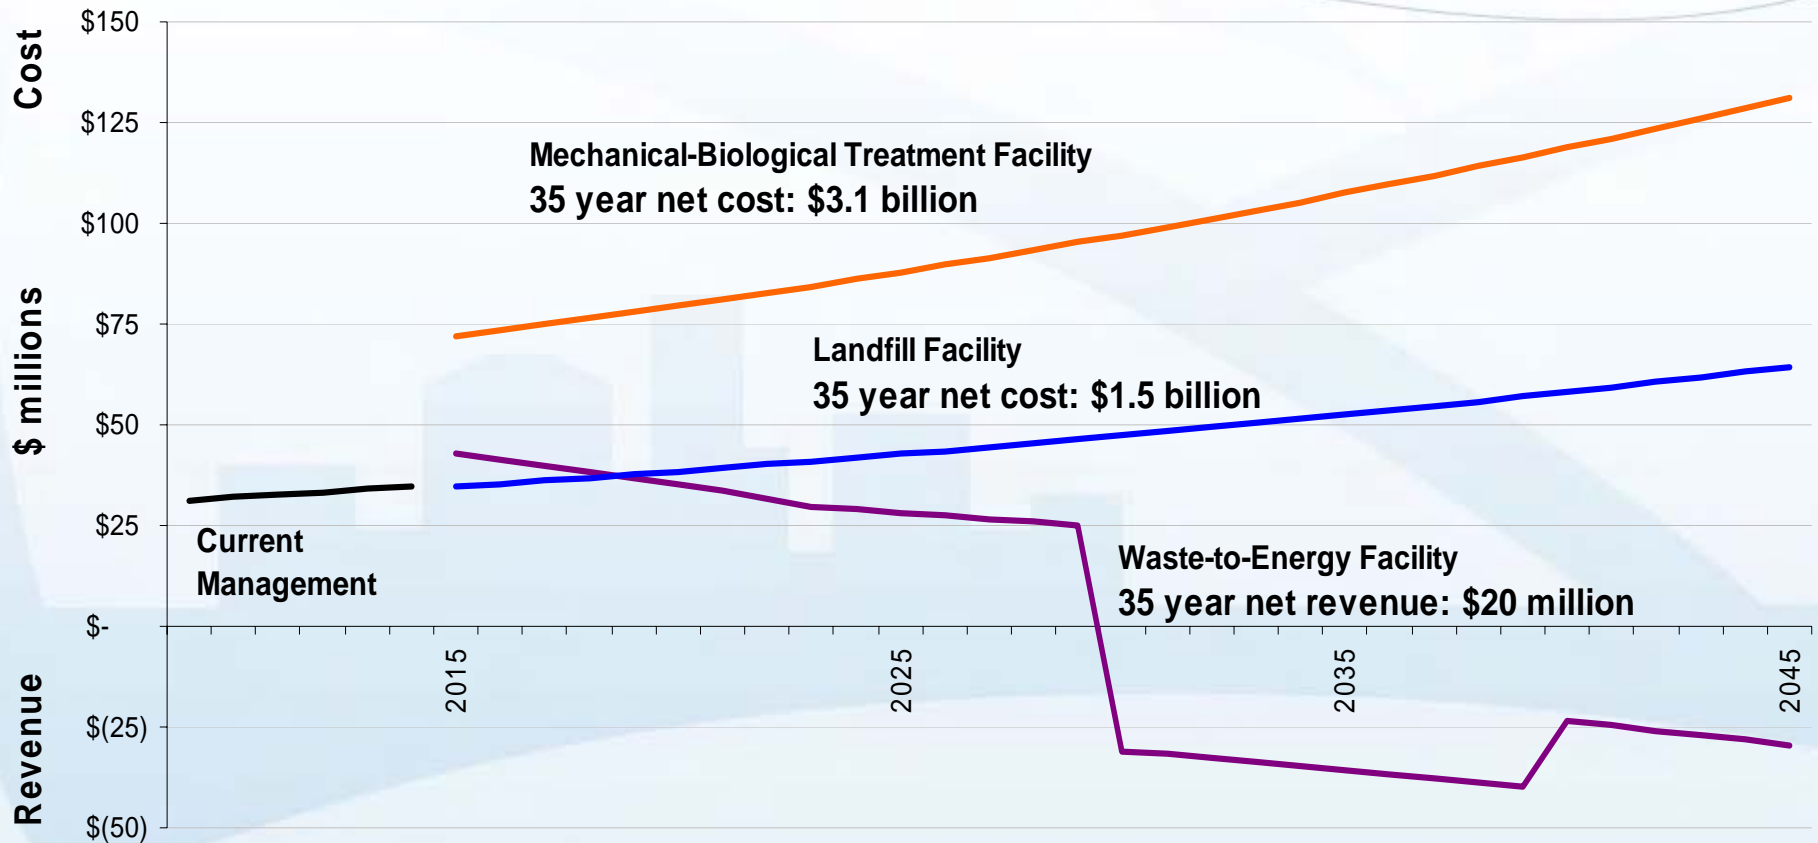 Cost
$ millions
Revenue
$150
$125
$100
$75
$50
$25
$-
$(25)
$(50)
Mechanical-Biological Treatment Facility
35 year net cost: $3.1 billion
Landfill Facility
35 year net cost: $1.5 billion
Current
Management
Waste-to-Energy Facility
35 year net revenue: $20 million
2015
2025
2035
2045